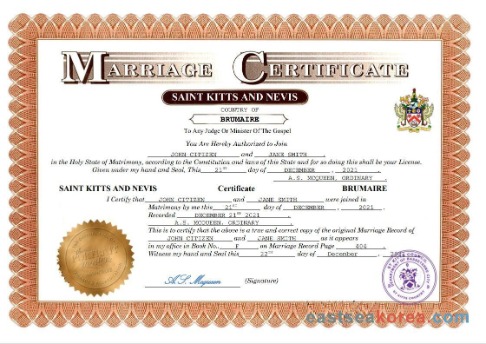 MARRIAGE CERTIFICATE
SAINT KITTS AND NEVIS
COUNTRY OF
BRUMAIRE
To Any Judge Or Minister Of The Gospel
You Are Hereby Authorized to Join
JOHN CITIZEN and JANE SMITH
in the Holy State of Matrimony, according to the Constitution and laws of this State and for so doing this shall be your License.
Given under my hand and Seal, This 21ST day of DECEMBER . 2021
A.S. MCQUEEN, ORDINARY
SAINT KITTS AND NEVIS Certificate BRUMAIRE
I Certify that JOHN CITIZEN and JANE SMITH were joined in
Matrimony by me this 21ST day of DECEMBER . 2021 .
Recorded DECEMBER 21ST 2021
A.S. MCQUEEN, ORDINARY
This is to certify that the above is a true and correct copy of the original Marriage Record of
JOHN CITIZEN and JANE SMITH as it appears
in my office in Book No. F on Marriage Record Page 404
Witness my hand and Seal this 22ND day of December
A.S. Mcqueen (Signature)
eastseakorea.com